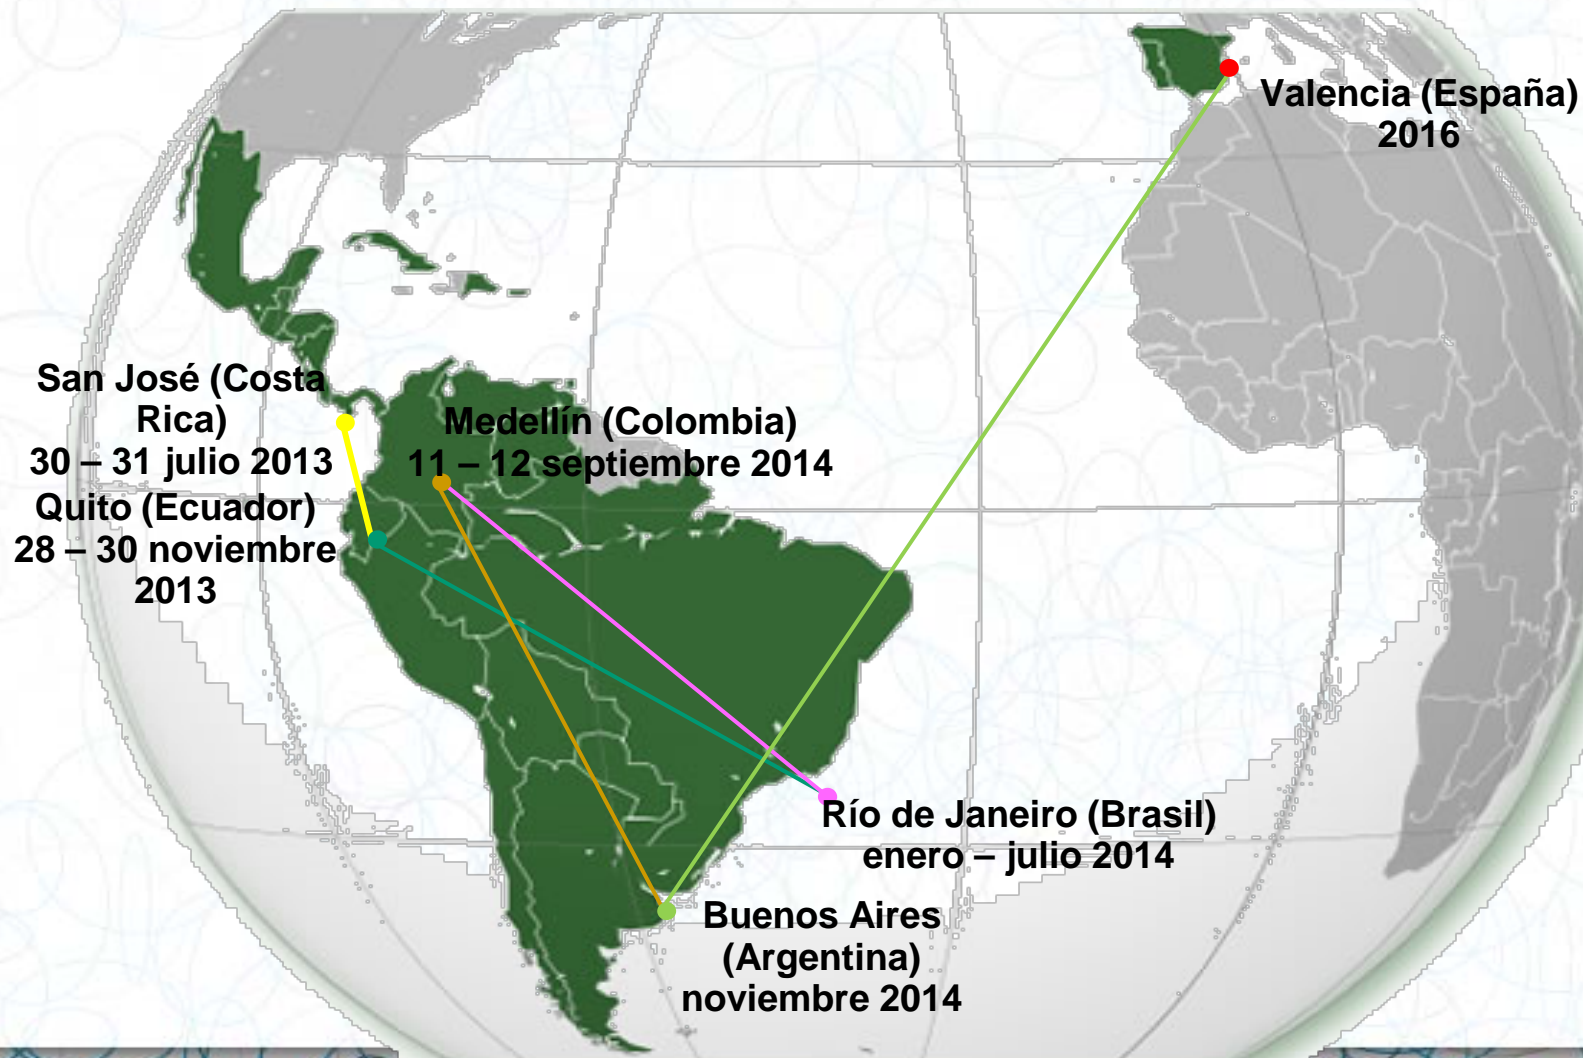 Valencia (España)
2016
San José (Costa
Rica)
30 – 31 julio 2013
Medellín (Colombia)
11 – 12 septiembre 2014
Quito (Ecuador)
28 – 30 noviembre
2013
Río de Janeiro (Brasil)
enero – julio 2014
Buenos Aires
(Argentina)
noviembre 2014